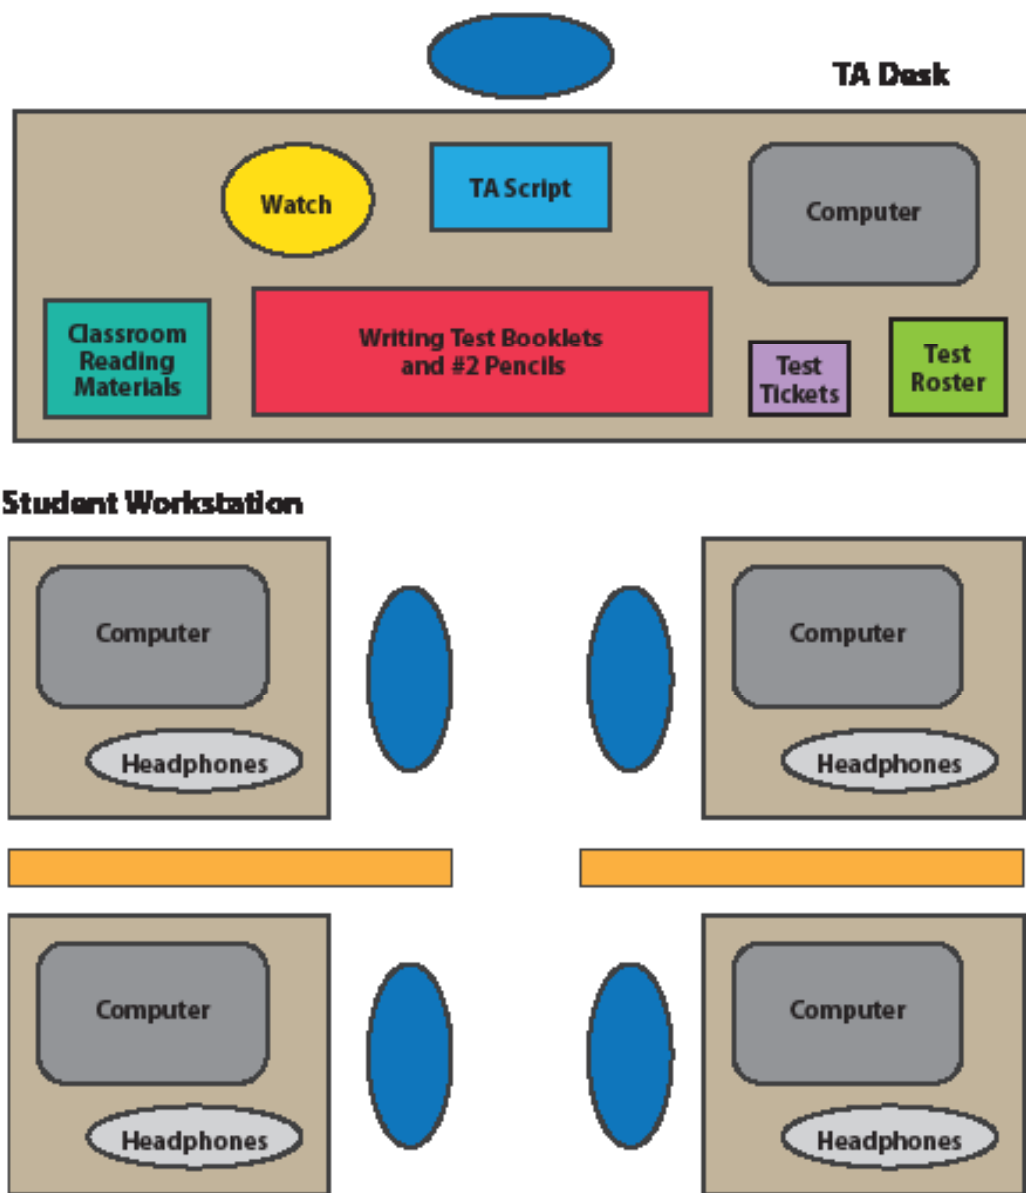 TA Desk
Watch
TA Script
Computer
Classroom
Reading
Materials
Writing Test Booklets
and #2 Pencils
Test
Tickets
Test
Roster
Student Workstation
Computer
Headphones
Computer
Headphones
Computer
Headphones
Computer
Headphones